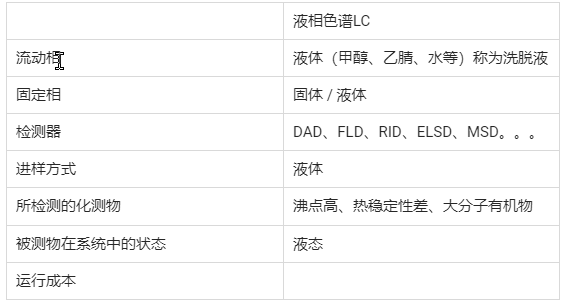 液相色谱LC
流动相
液体（甲醇、乙腈、水等）称为洗脱液
固定相
固体 / 液体
检测器
DAD、FLD、RID、ELSD、MSD。。。
进样方式
液体
所检测的化测物
沸点高、热稳定性差、大分子有机物
被测物在系统中的状态
液态
运行成本